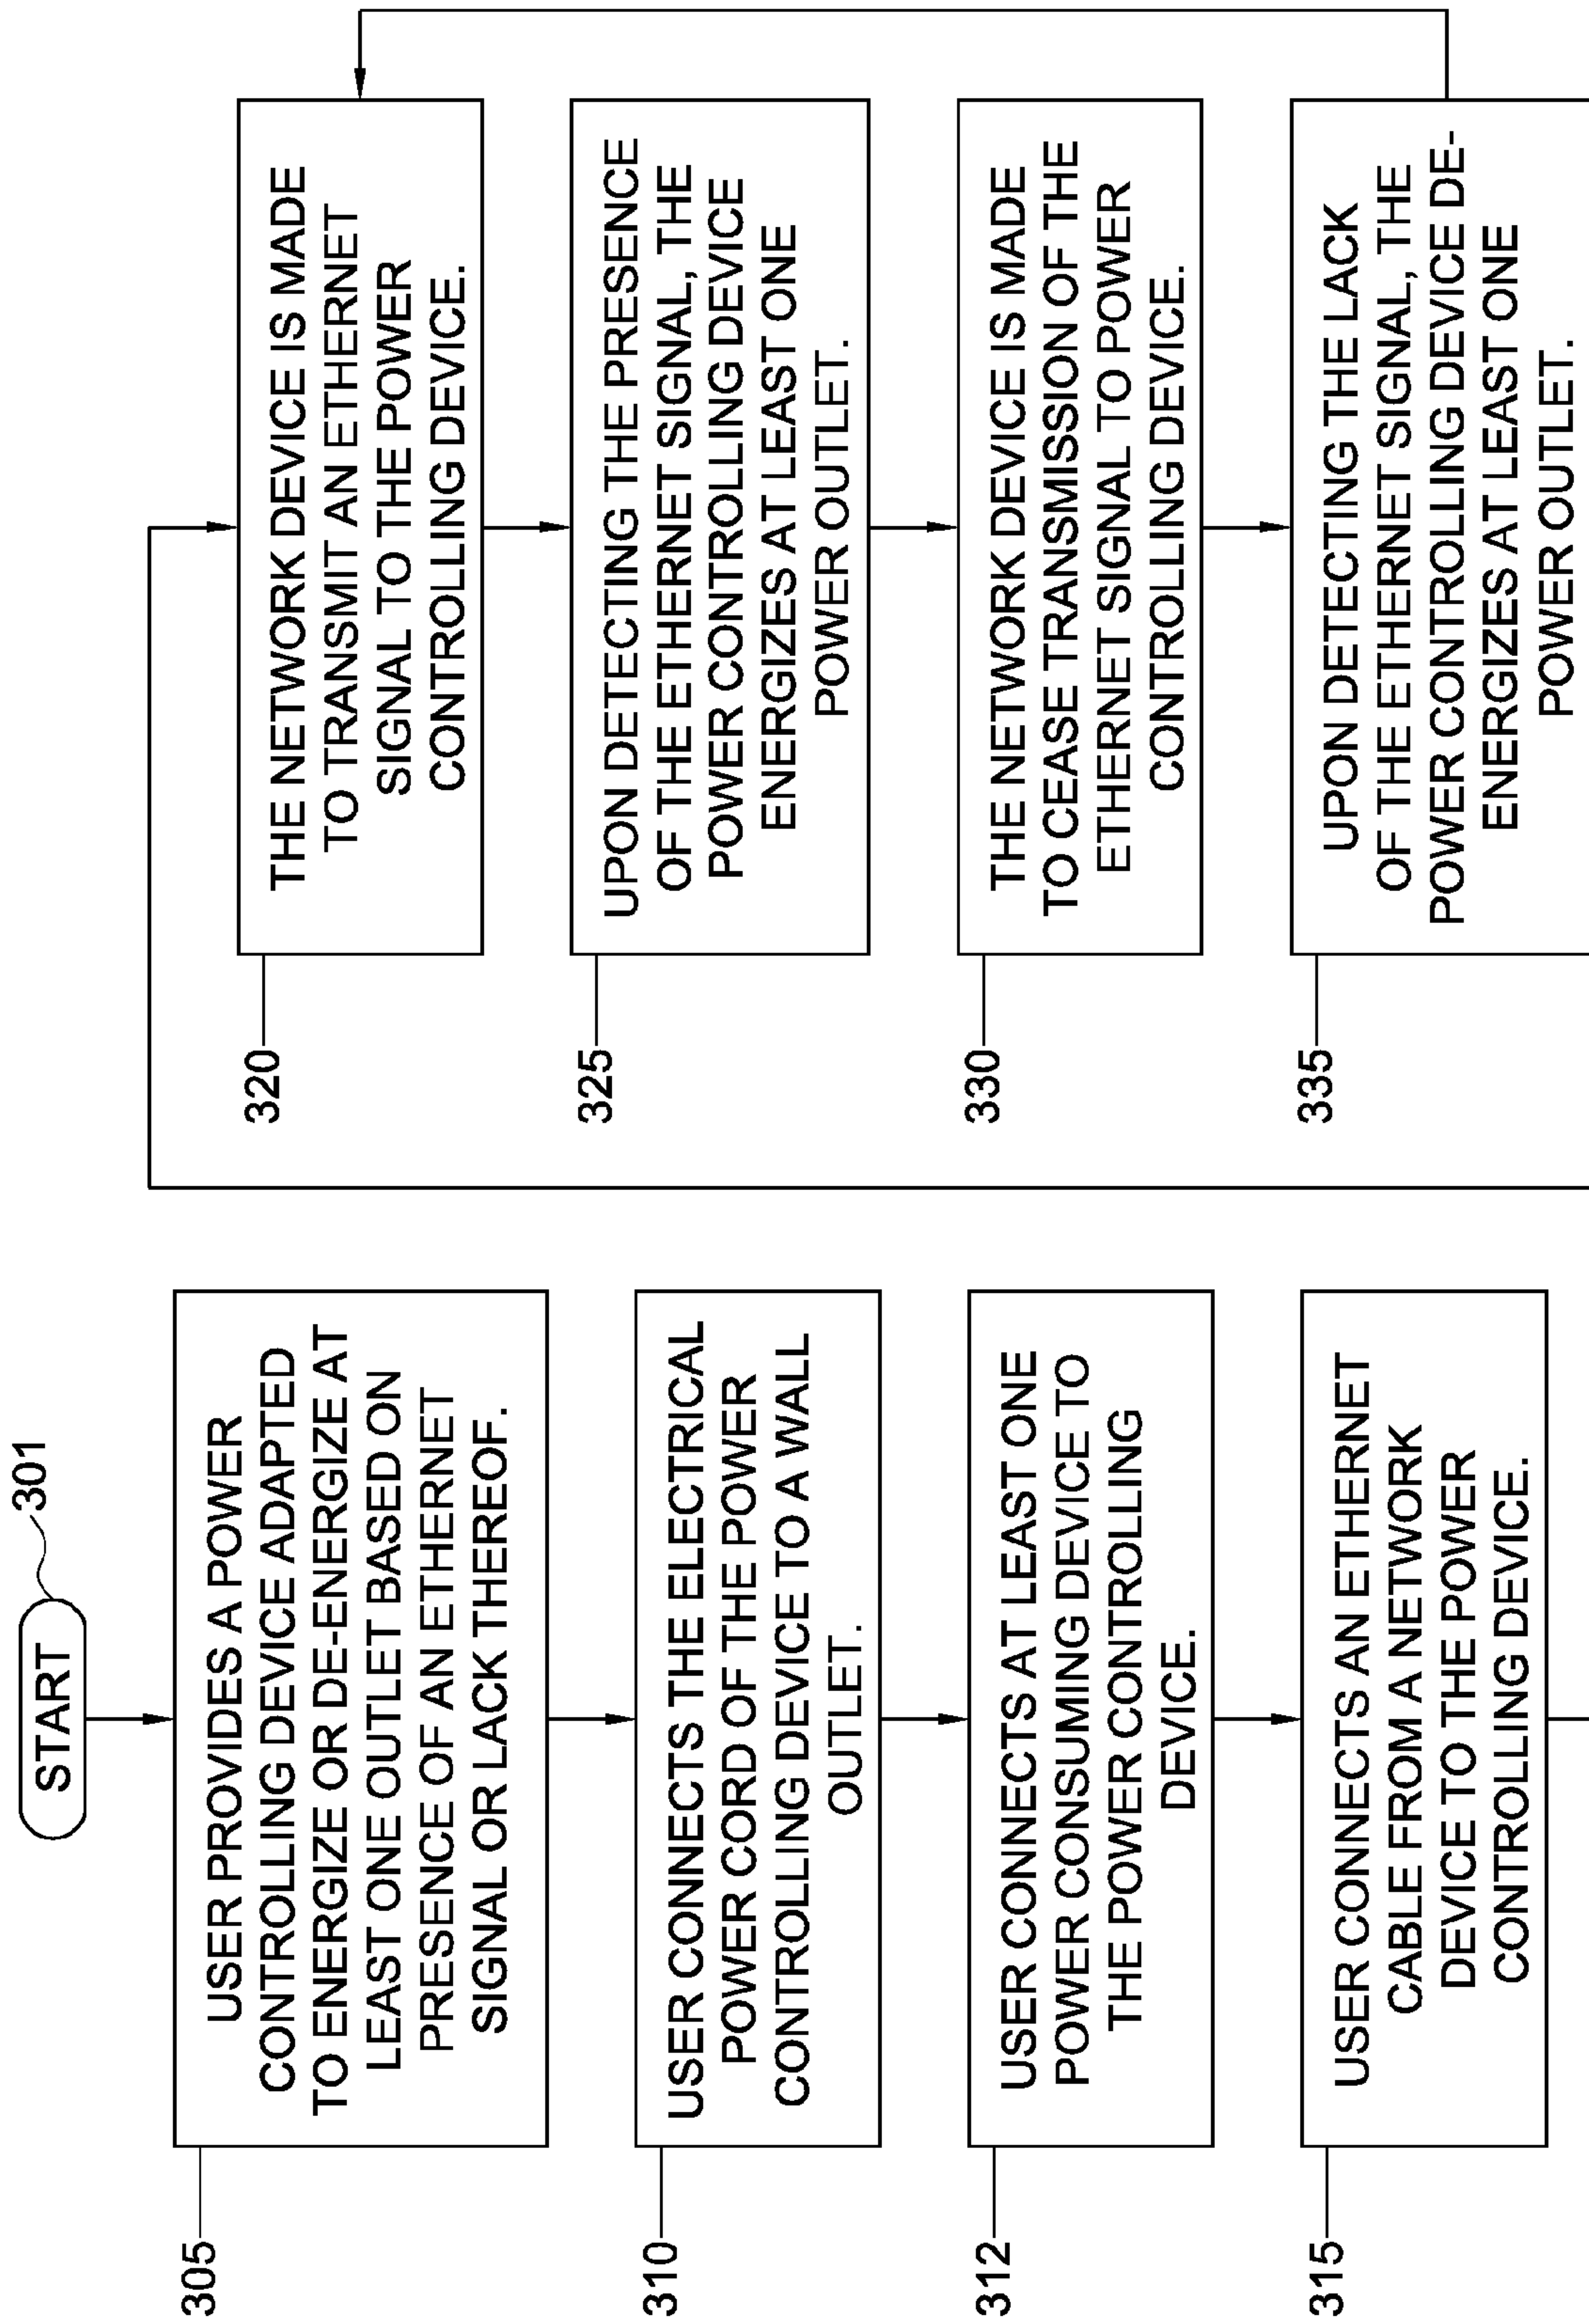 START
301
305
USER PROVIDES A POWER
CONTROLLING DEVICE ADAPTED
TO ENERGIZE OR DE-ENERGIZE AT
LEAST ONE OUTLET BASED ON
PRESENCE OF AN ETHERNET
SIGNAL OR LACK THEREOF.
310
USER CONNECTS THE ELECTRICAL
POWER CORD OF THE POWER
CONTROLLING DEVICE TO A WALL
OUTLET.
312
USER CONNECTS AT LEAST ONE
POWER CONSUMING DEVICE TO
THE POWER CONTROLLING
DEVICE.
315
USER CONNECTS AN ETHERNET
CABLE FROM A NETWORK
DEVICE TO THE POWER
CONTROLLING DEVICE.
320
THE NETWORK DEVICE IS MADE
TO TRANSMIT AN ETHERNET
SIGNAL TO THE POWER
CONTROLLING DEVICE.
325
UPON DETECTING THE PRESENCE
OF THE ETHERNET SIGNAL, THE
POWER CONTROLLING DEVICE
ENERGIZES AT LEAST ONE
POWER OUTLET.
330
THE NETWORK DEVICE IS MADE
TO CEASE TRANSMISSION OF THE
ETHERNET SIGNAL TO POWER
CONTROLLING DEVICE.
335
UPON DETECTING THE LACK
OF THE ETHERNET SIGNAL, THE
POWER CONTROLLING DEVICE DE-
ENERGIZES AT LEAST ONE
POWER OUTLET.